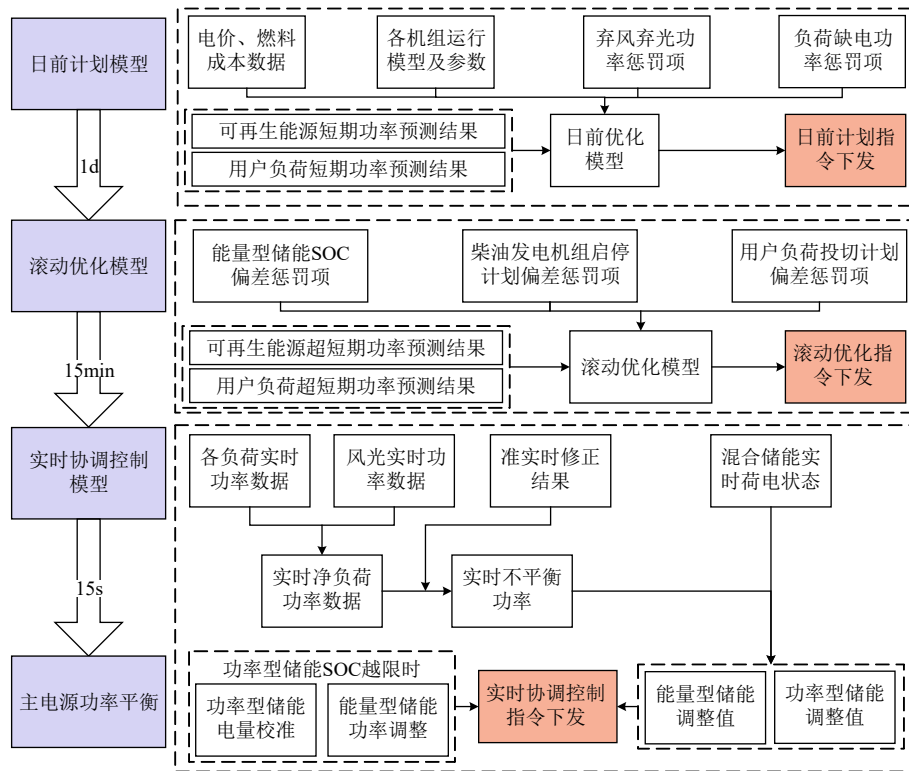 日前计划模型
1d
滚动优化模型
15min
实时协调控制
模型
15s
主电源功率平衡
电价、燃料
成本数据
各机组运行
模型及参数
弃风弃光功
率惩罚项
负荷缺电功
率惩罚项
可再生能源短期功率预测结果
用户负荷短期功率预测结果
日前优化
模型
日前计划指
令下发
能量型储能SOC
偏差惩罚项
柴油发电机组启停
计划偏差惩罚项
用户负荷投切计划
偏差惩罚项
可再生能源超短期功率预测结果
用户负荷超短期功率预测结果
滚动优化模型
滚动优化指
令下发
各负荷实时
功率数据
风光实时功
率数据
准实时修正
结果
混合储能实
时荷电状态
实时净负荷
功率数据
实时不平衡
功率
功率型储能SOC越限时
功率型储能
电量校准
能量型储能
功率调整
实时协调控制
指令下发
能量型储能
调整值
功率型储能
调整值